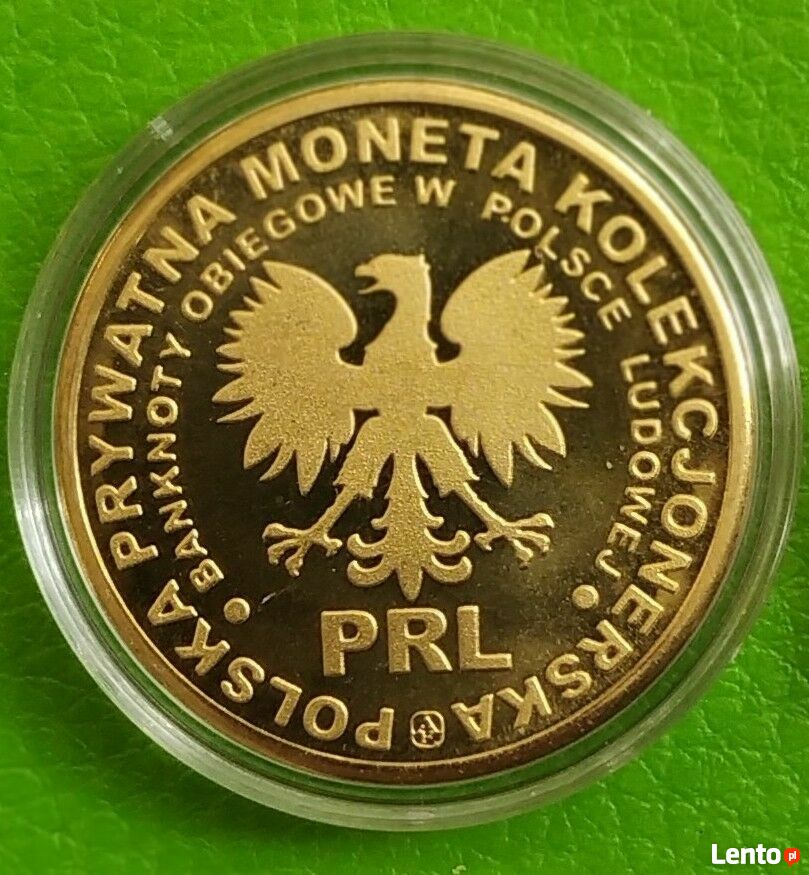 POLSKA PRYWATNA MONETA KOLEKCJONERSKA
• BANKNOTY OBIEGOWE W POLSCE LUDOWEJ •
PRL
Lento pl